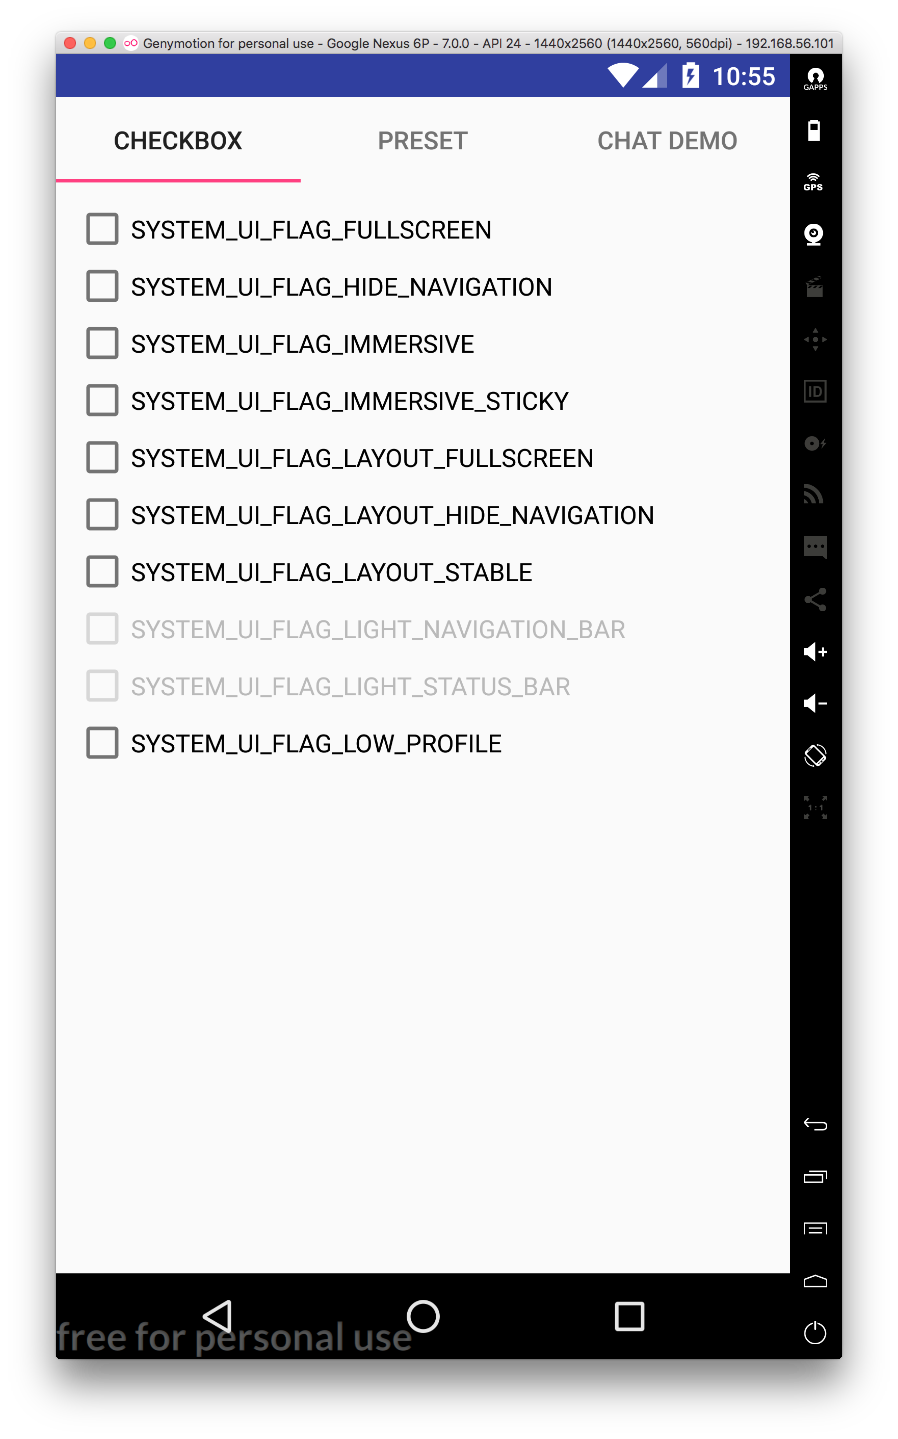 Genymotion for personal use - Google Nexus 6P - 7.0.0 - API 24 - 1440x2560 (1440x2560, 560dpi) - 192.168.56.101
10:55
GAPPS
CHECKBOX PRESET CHAT DEMO
GPS
SYSTEM_UI_FLAG_FULLSCREEN
SYSTEM_UI_FLAG_HIDE_NAVIGATION
SYSTEM_UI_FLAG_IMMERSIVE
SYSTEM_UI_FLAG_IMMERSIVE_STICKY
ID
SYSTEM_UI_FLAG_LAYOUT_FULLSCREEN
SYSTEM_UI_FLAG_LAYOUT_HIDE_NAVIGATION
SYSTEM_UI_FLAG_LAYOUT_STABLE
SYSTEM_UI_FLAG_LIGHT_NAVIGATION_BAR
SYSTEM_UI_FLAG_LIGHT_STATUS_BAR
SYSTEM_UI_FLAG_LOW_PROFILE
1:1
free for personal use